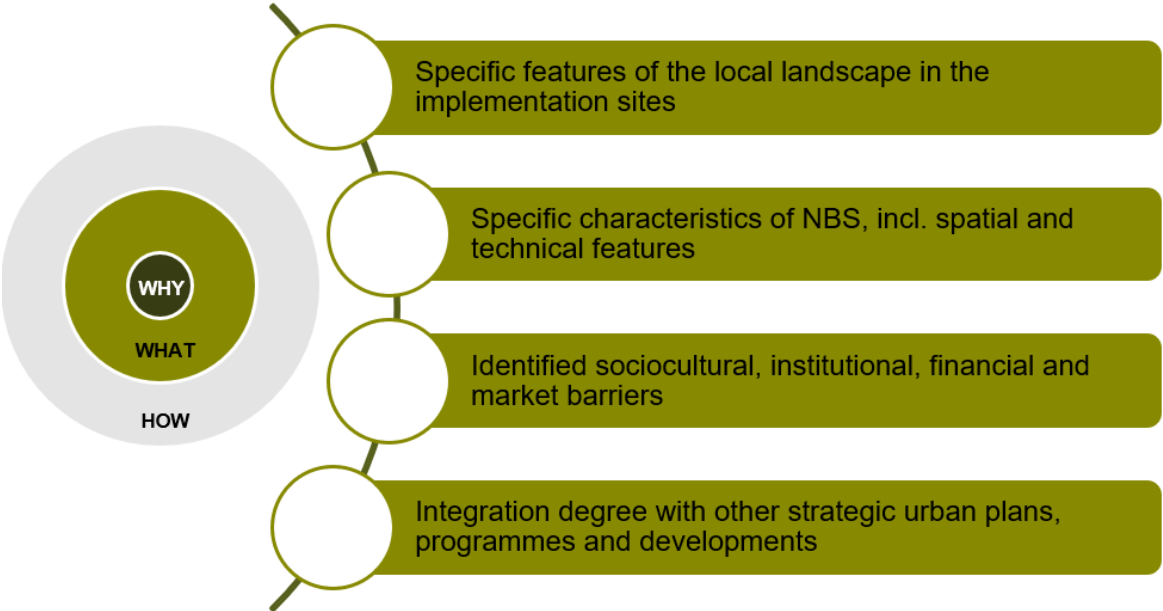 Specific features of the local landscape in the
implementation sites
Specific characteristics of NBS, incl. spatial and
technical features
WHY
WHAT
HOW
Identified sociocultural, institutional, financial and
market barriers
Integration degree with other strategic urban plans,
programmes and developments